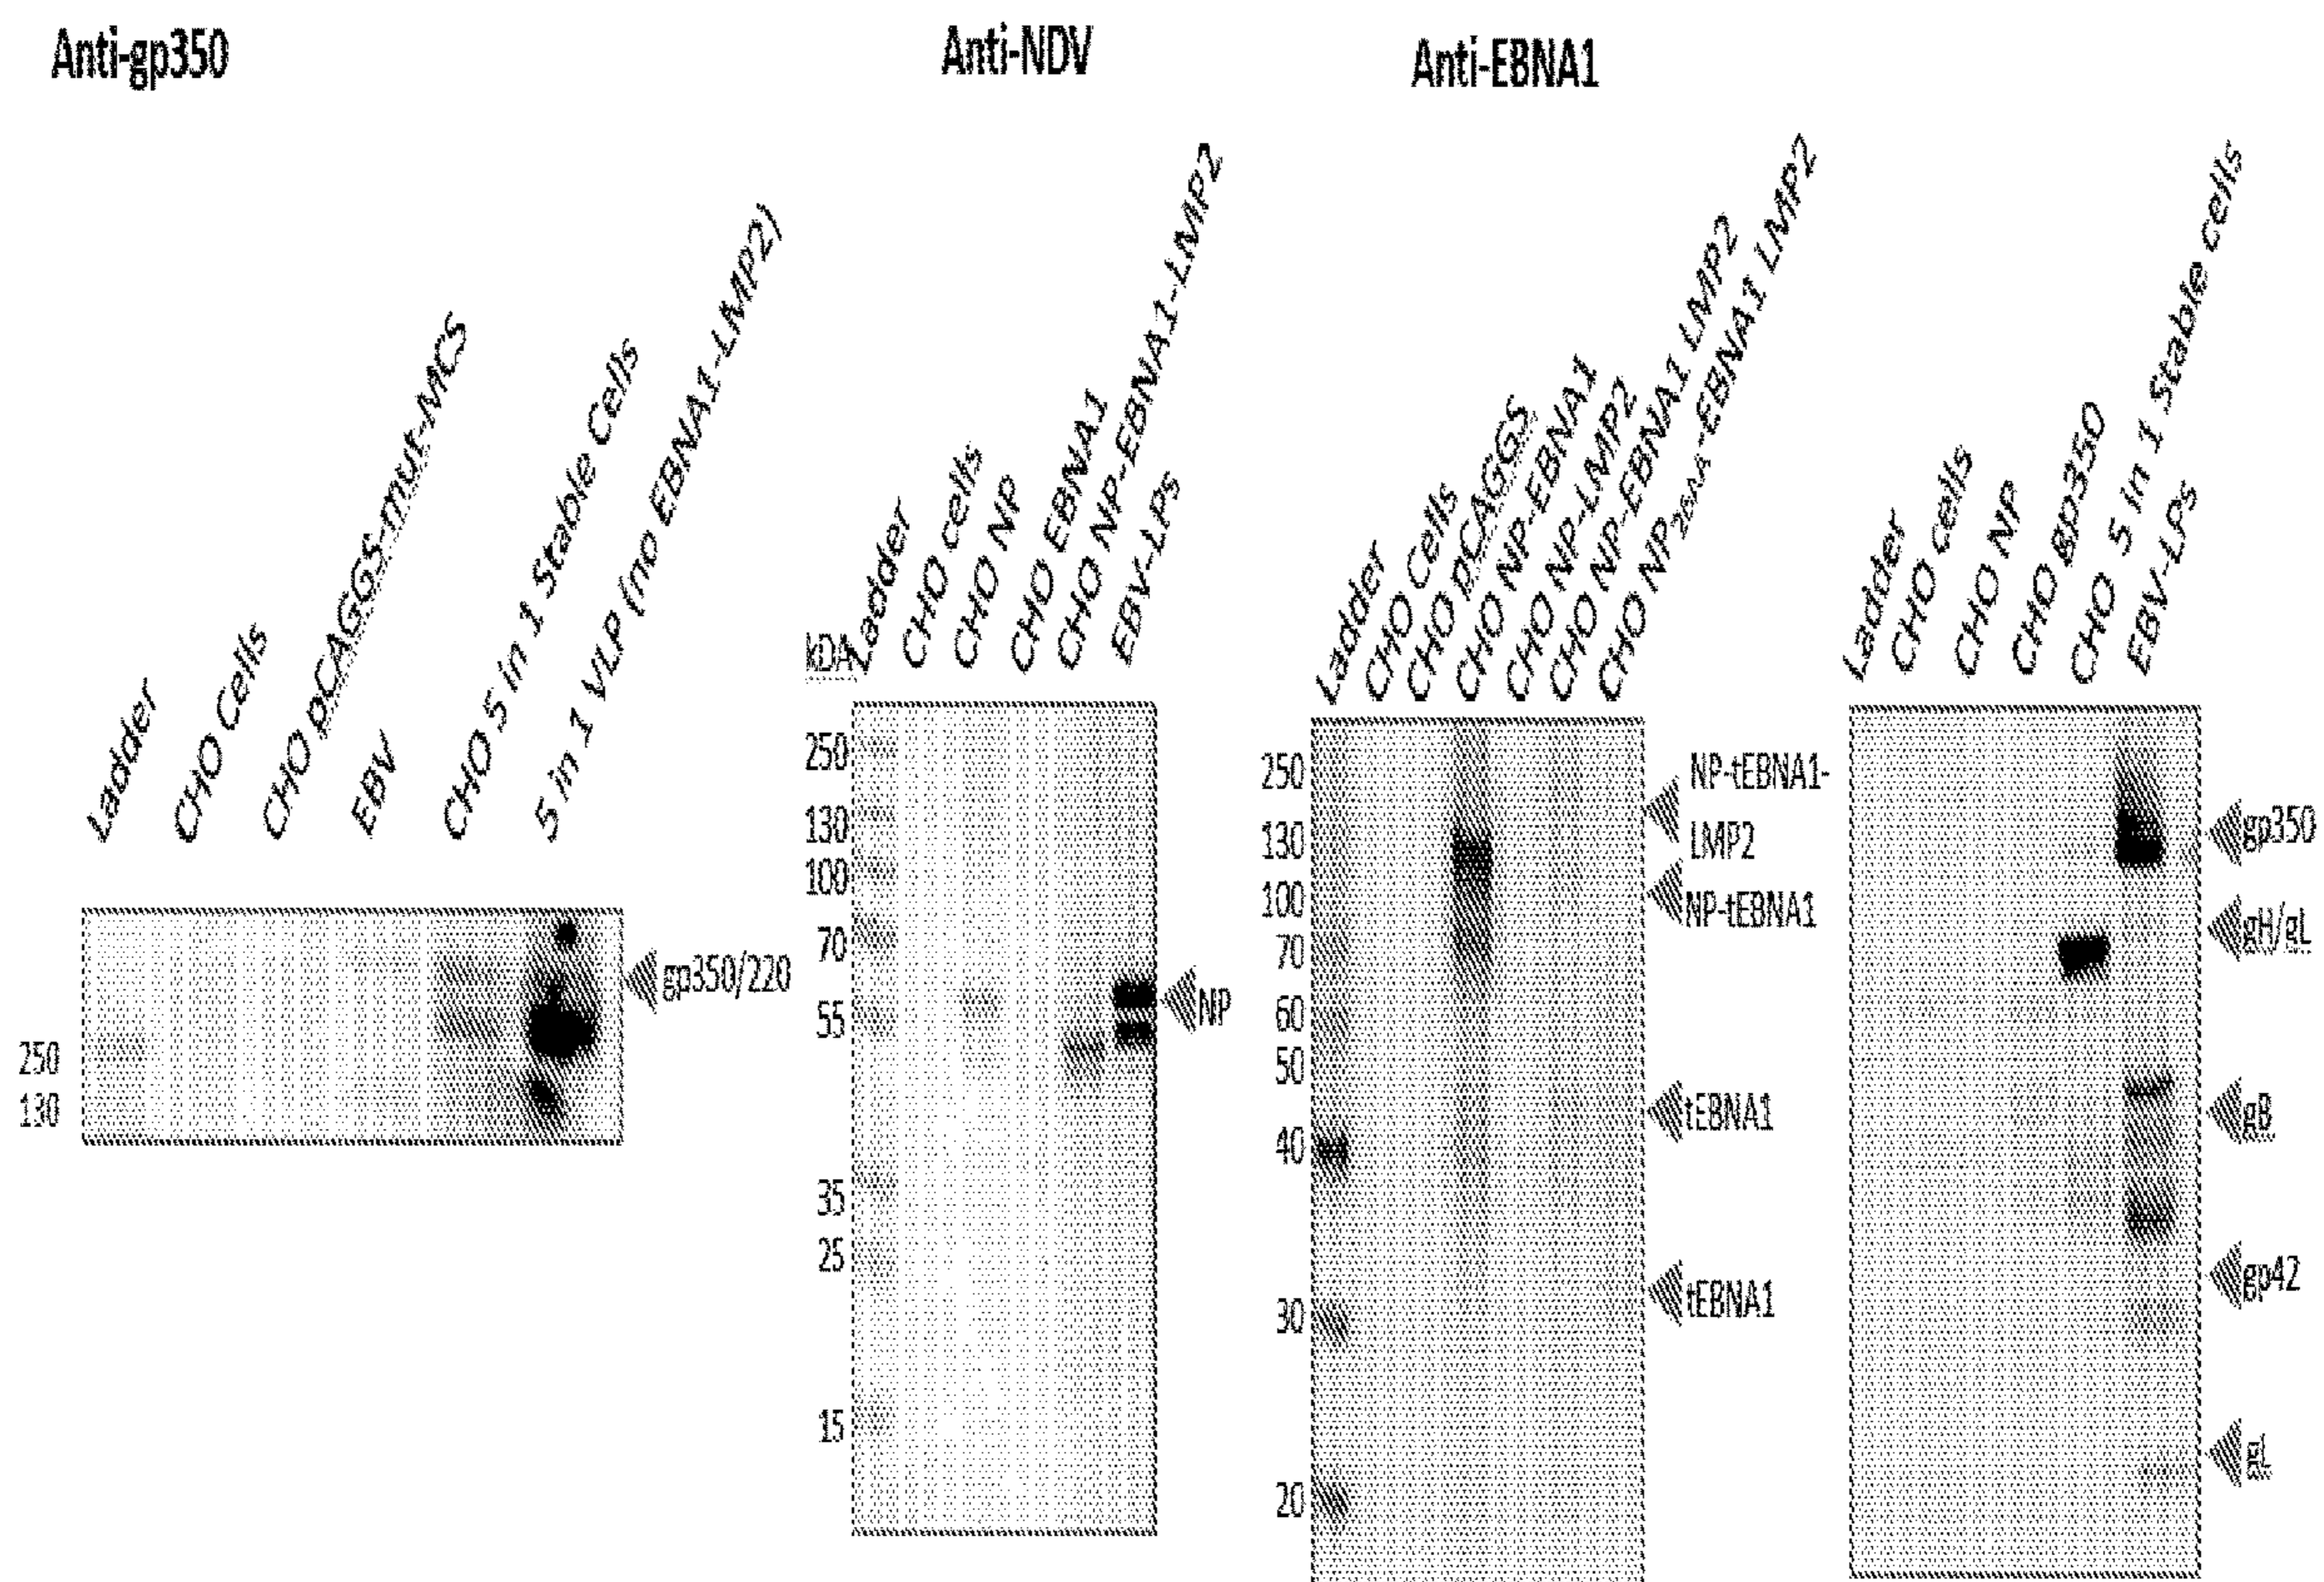 Anti-gp350
Ladder
CHO Cells
CHO pCAGGS-mut-MCS
EBV
CHO 5 in 1 Stable Cells
5 in 1 VLP (no EBNA1-LMP2)
250
130
gp350/220
Anti-NDV
kDA
Ladder
CHO cells
CHO NP
CHO EBNA1
CHO NP-EBNA1-LMP2
EBV-LPs
250
130
100
70
55
35
25
15
NP
Anti-EBNA1
Ladder
CHO Cells
CHO pCAGGS
CHO NP-EBNA1
CHO NP-LMP2
CHO NP-EBNA1 LMP2
CHO NP26AA-EBNA1 LMP2
250
130
100
70
60
50
40
30
20
NP-tEBNA1-
LMP2
NP-tEBNA1
tEBNA1
tEBNA1
Ladder
CHO cells
CHO NP
CHO Bp350
CHO 5 in 1 Stable cells
EBV-LPs
gp350
gH/gL
gB
gp42
gL